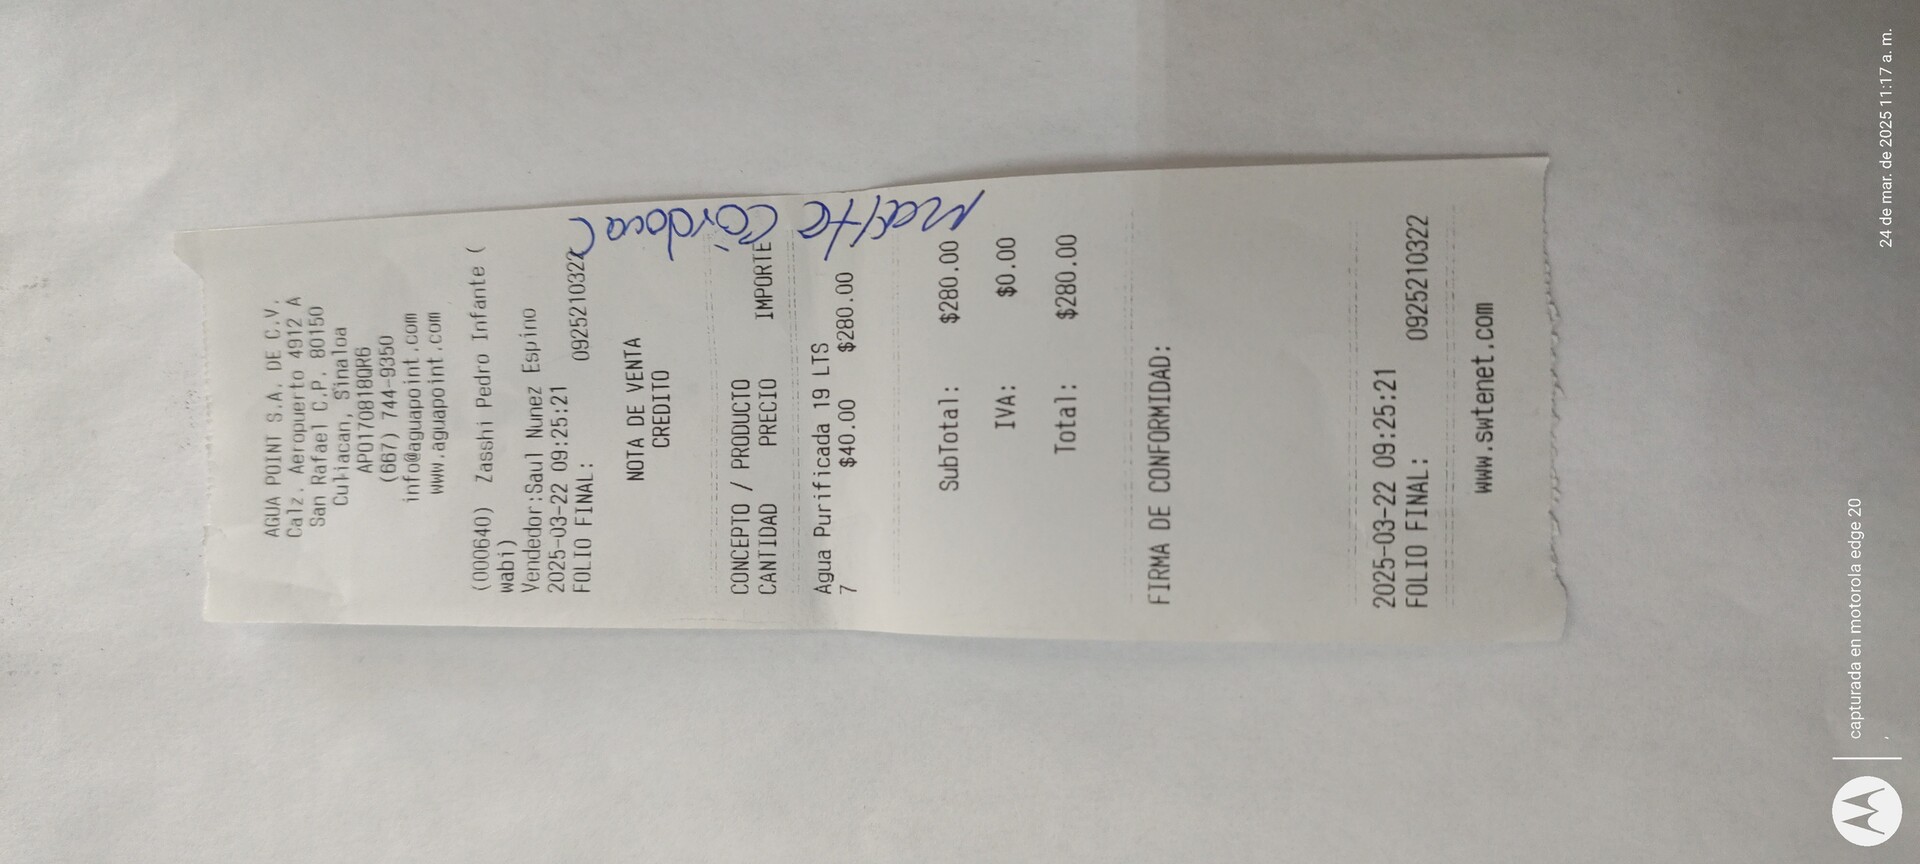 AGUA POINT S.A. DE C.V.
Calz. Aeropuerto 4912 A
San Rafael C.P. 80150
Culiacan, Sinaloa
APO170818QR6
(667) 744-9350
info@aguapoint.com
www.aguapoint.com
(000640) Zasshi Pedro Infante (
wabi)
Vendedor:Saul Nunez Espino
2025-03-22 09:25:21
FOLIO FINAL: 0925210322
NOTA DE VENTA
CREDITO
CONCEPTO / PRODUCTO
CANTIDAD PRECIO IMPORTE
Agua Purificada 19 LTS
7 $40.00 $280.00
SubTotal: $280.00
IVA: $0.00
Total: $280.00
FIRMA DE CONFORMIDAD:
2025-03-22 09:25:21
FOLIO FINAL: 0925210322
www.swtenet.com
Córdova
capturada en motorola edge 20
24 de mar. de 2025 11:17 a. m.